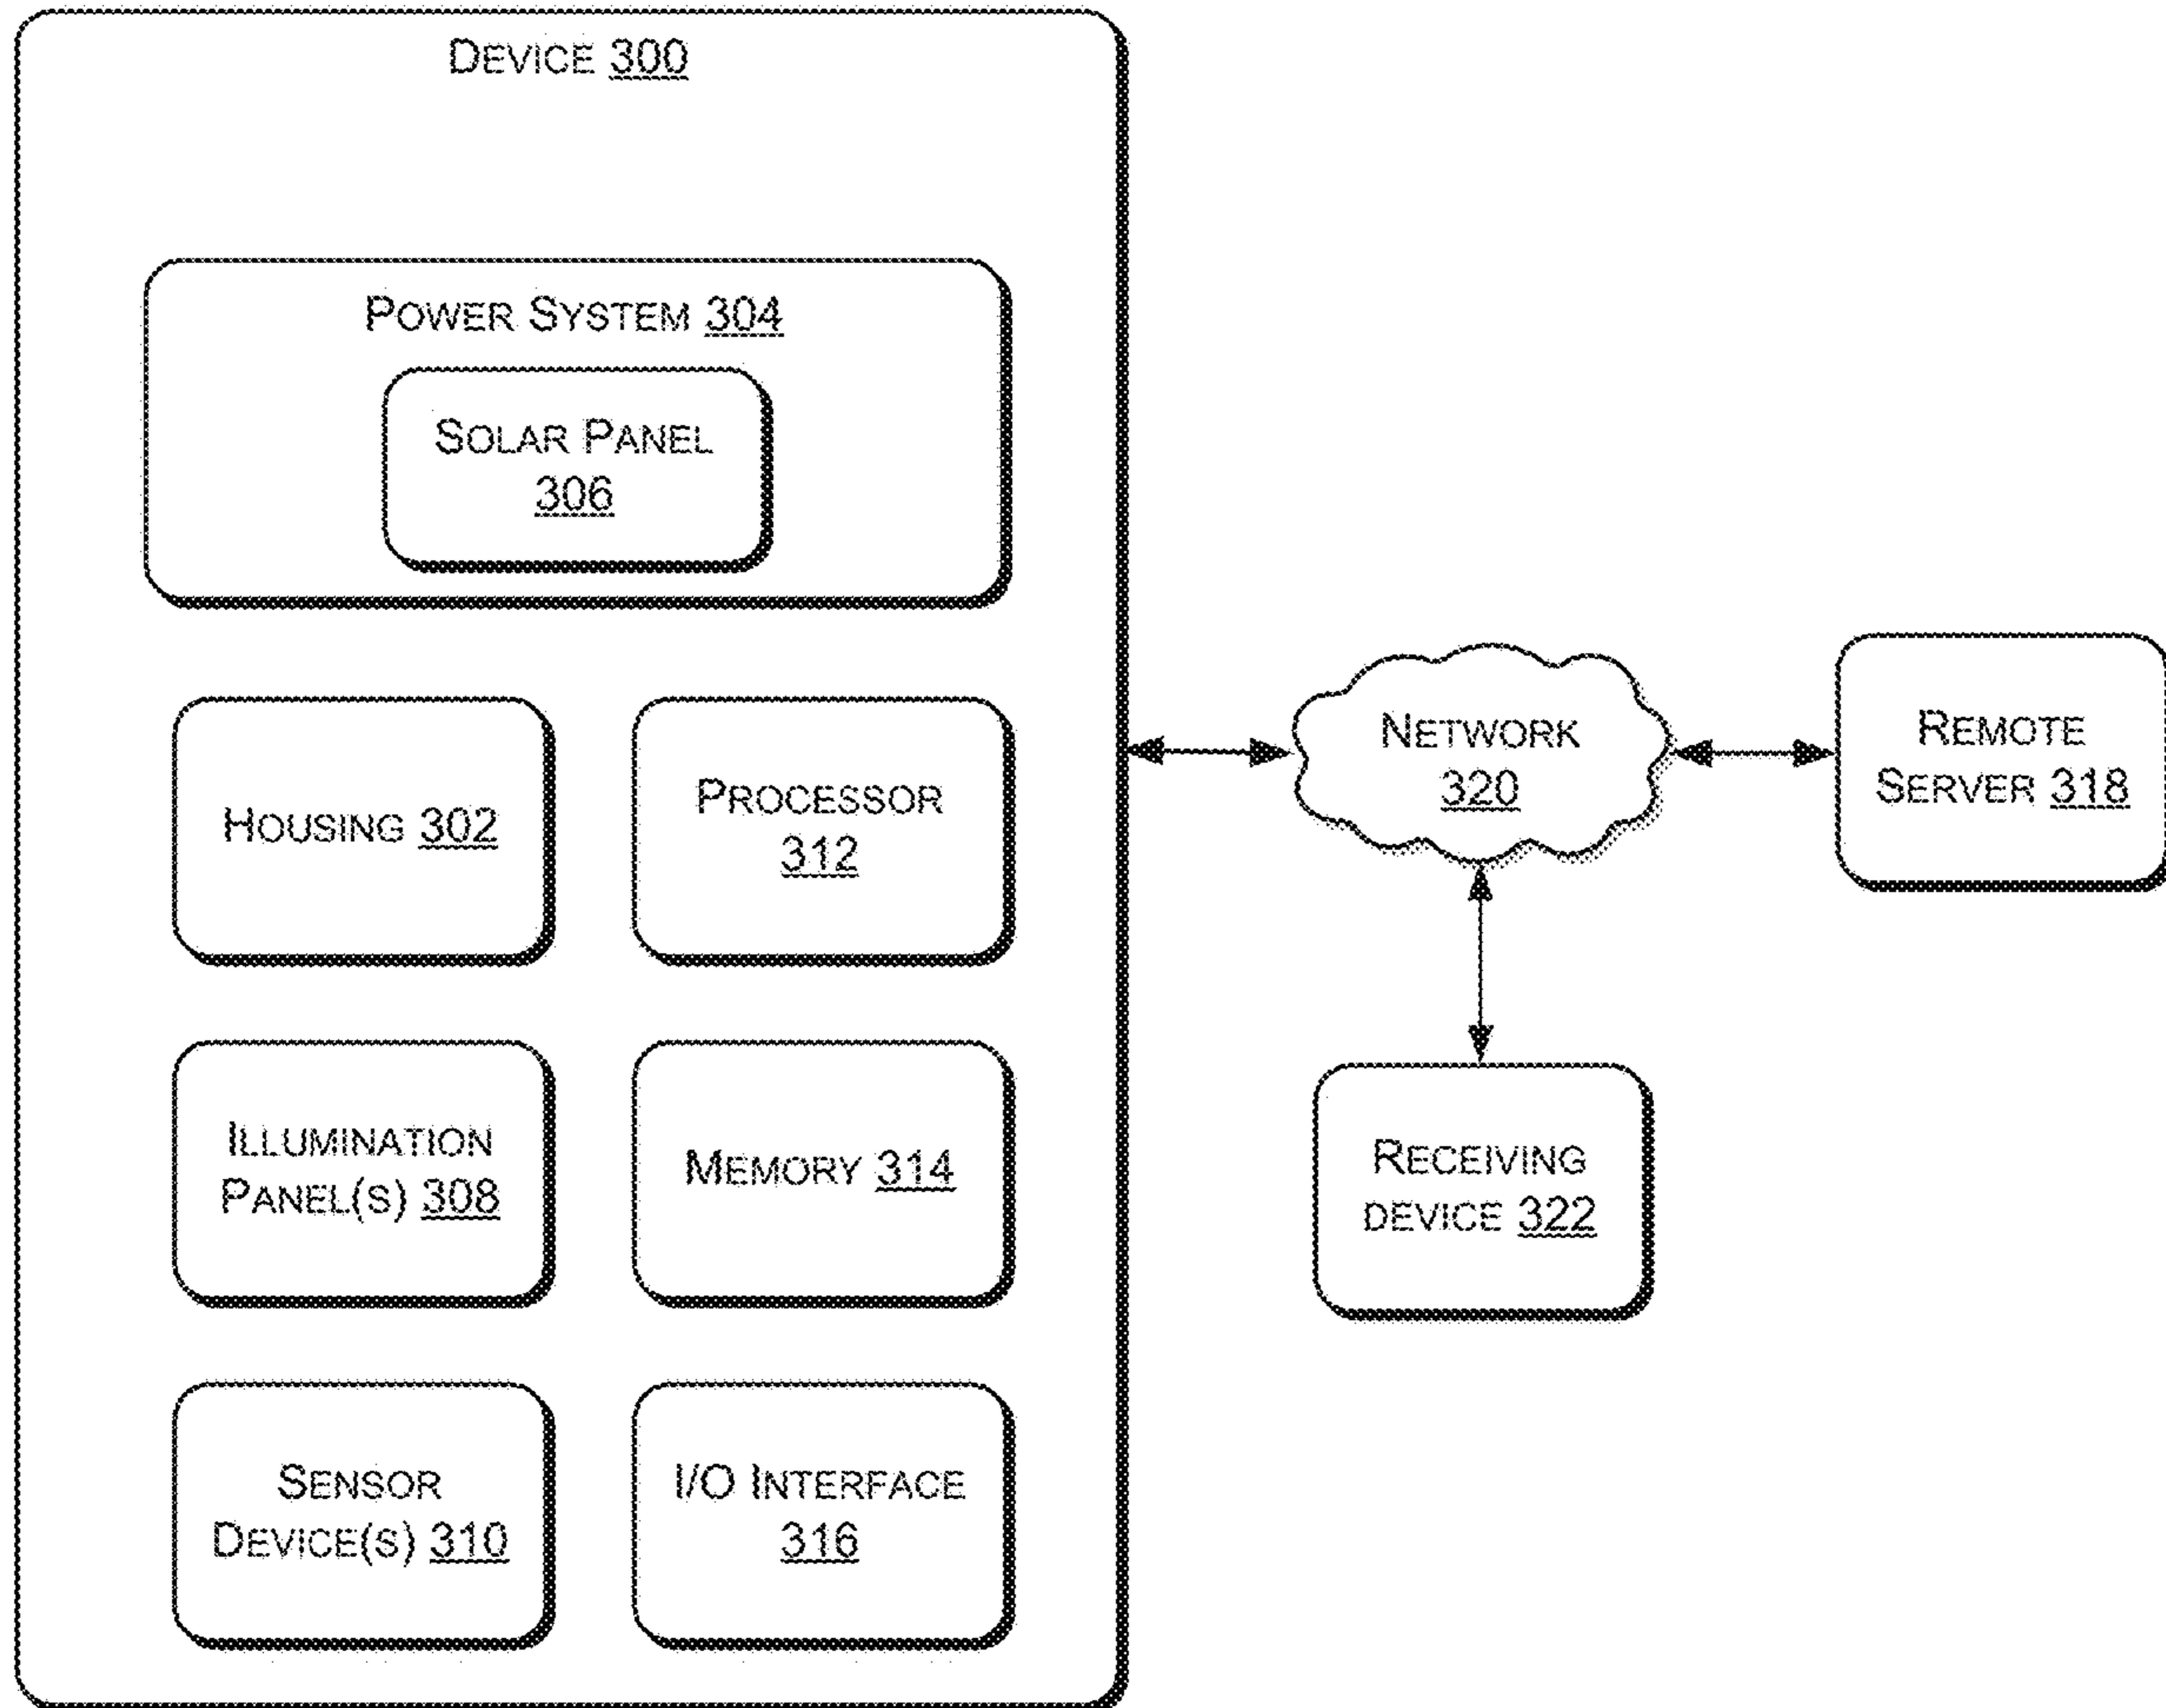 DEVICE 300
POWER SYSTEM 304
SOLAR PANEL
306
HOUSING 302
PROCESSOR
312
ILLUMINATION
PANEL(S) 308
MEMORY 314
SENSOR
DEVICE(S) 310
I/O INTERFACE
316
NETWORK
320
REMOTE
SERVER 318
RECEIVING
DEVICE 322